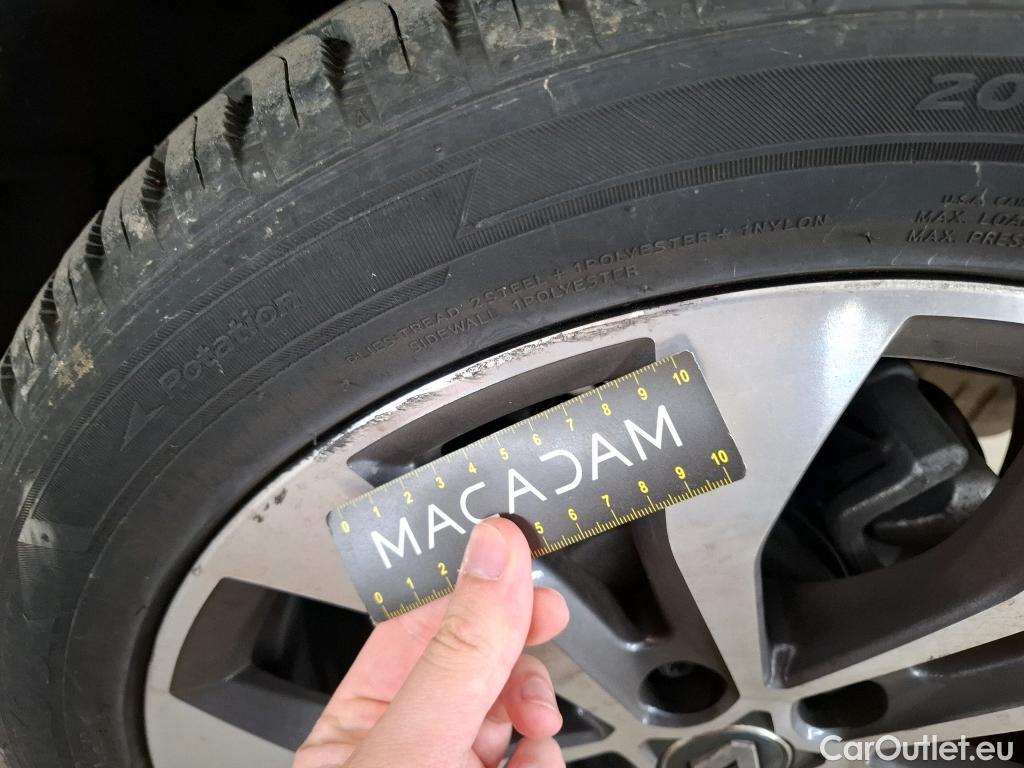 20
Rotation
U.S.A. CA
MAX. LOA
MAX. PRES
PLIES TREAD: 2 STEEL + 1 POLYESTER + 1 NYLON
SIDEWALL 1 POLYESTER
0 1 2 3 4 5 6 7 8 9 10
MACADAM
0 1 2 5 6 7 8 9 10
CarOutlet.eu